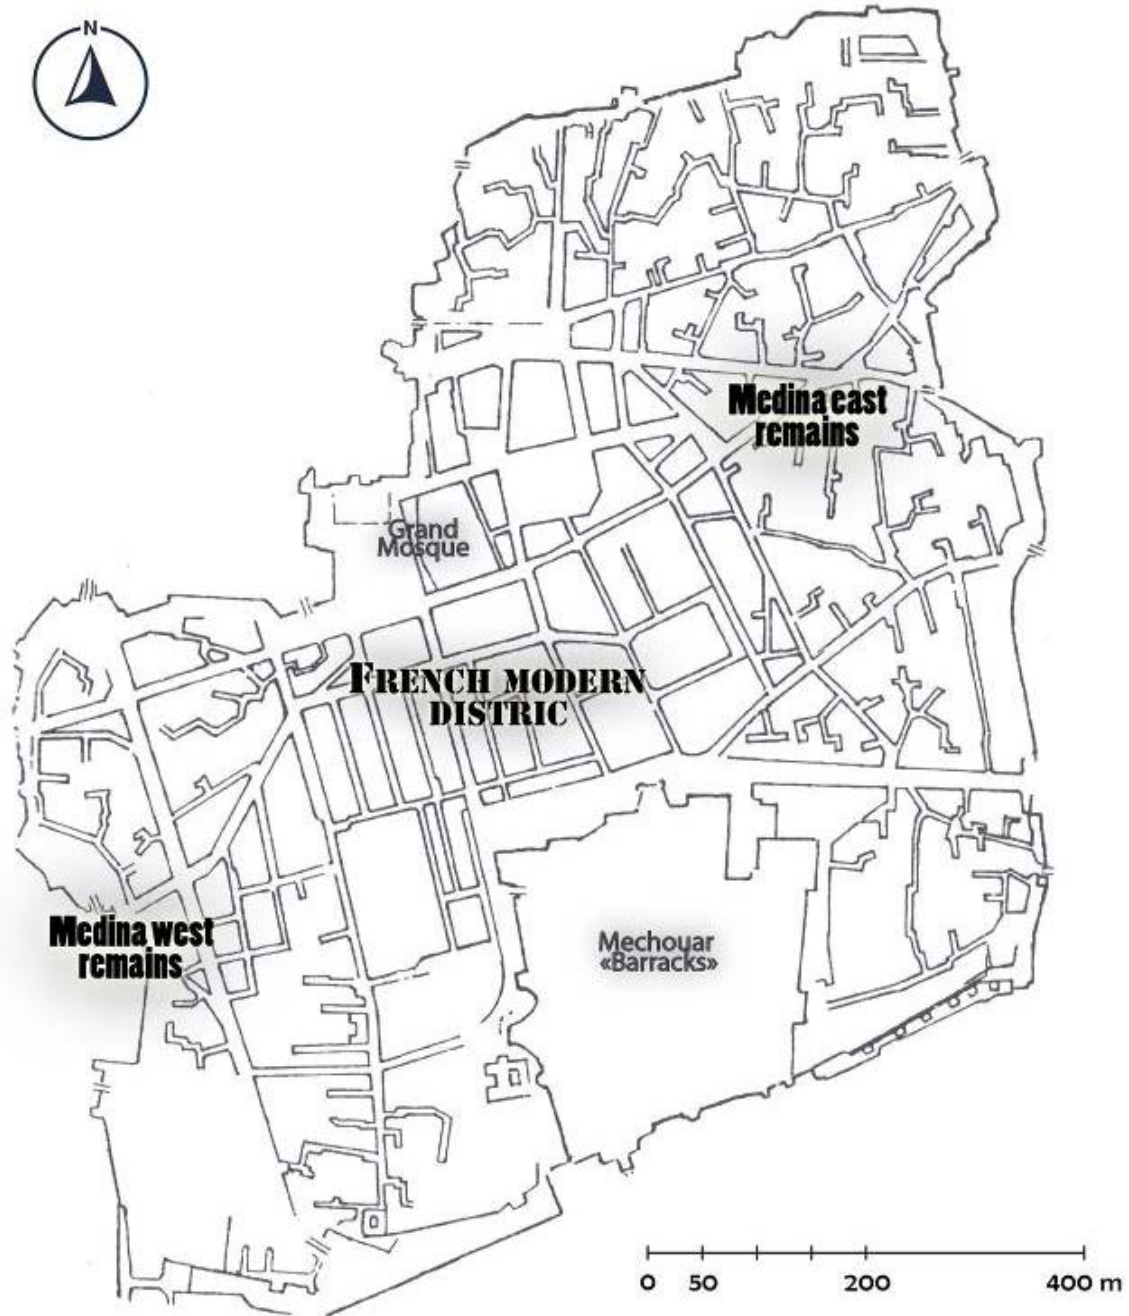 N
Medina east
remains
Grand
Mosque
FRENCH MODERN
DISTRIC
Medina west
remains
Mechouar
«Barracks»
0 50 200 400 m